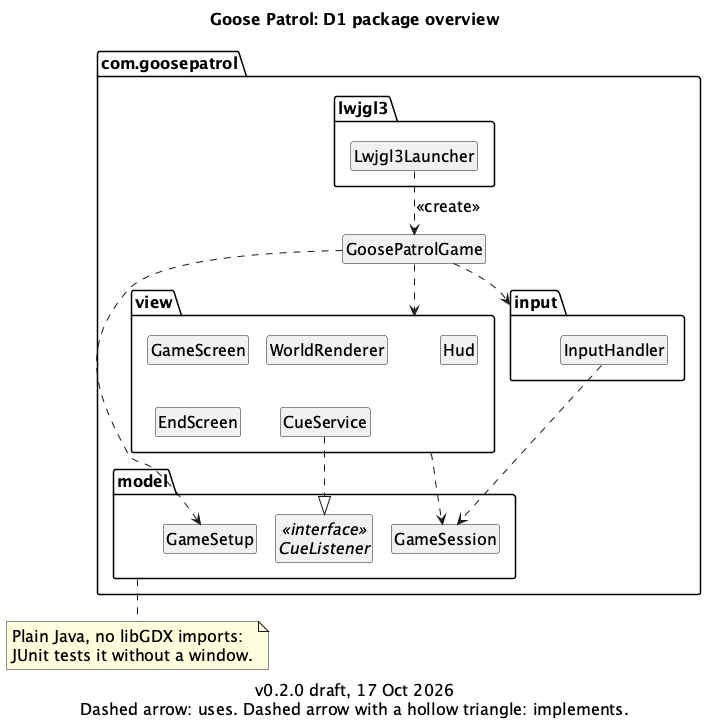 Goose Patrol: D1 package overview
com.goosepatrol
lwjgl3
Lwjgl3Launcher
«create»
GoosePatrolGame
view
input
GameScreen
WorldRenderer
Hud
InputHandler
EndScreen
CueService
model
GameSetup
«interface»
CueListener
GameSession
Plain Java, no libGDX imports:
JUnit tests it without a window.
v0.2.0 draft, 17 Oct 2026
Dashed arrow: uses. Dashed arrow with a hollow triangle: implements.